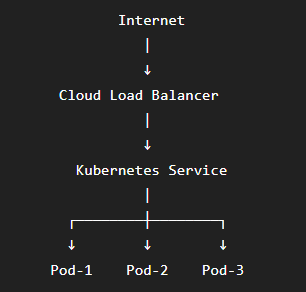 Internet
Cloud Load Balancer
Kubernetes Service
Pod-1 Pod-2 Pod-3